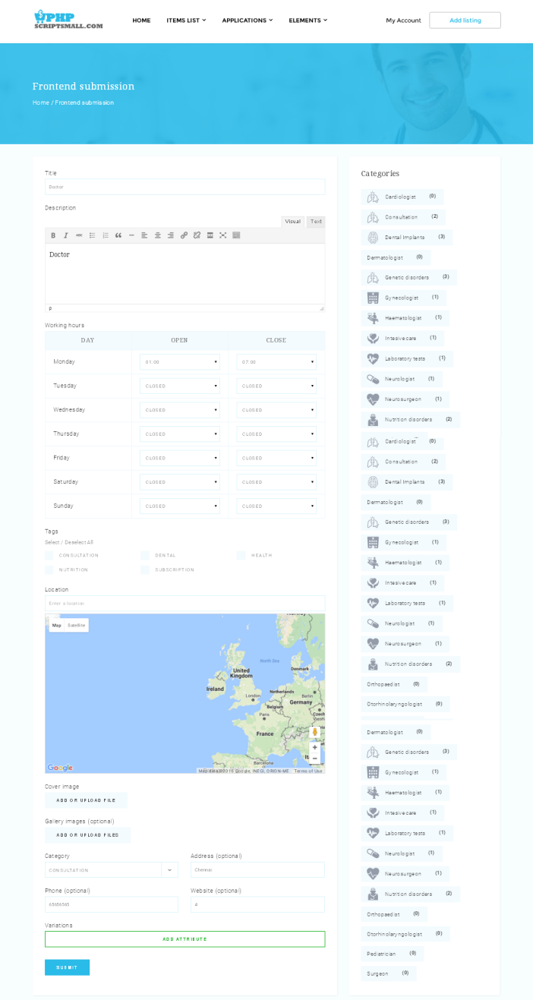 PHP
SCRIPTSMALL.COM
HOME ITEMS LIST APPLICATIONS ELEMENTS My Account Add listing
Frontend submission
Home / Frontend submission
Title
Doctor
Description
Visual Text
B I ABC
Doctor
p
Working hours
DAY OPEN CLOSE
Monday 01:00 07:00
Tuesday CLOSED CLOSED
Wednesday CLOSED CLOSED
Thursday CLOSED CLOSED
Friday CLOSED CLOSED
Saturday CLOSED CLOSED
Sunday CLOSED CLOSED
Tags
Select / Deselect All
CONSULTATION DENTAL HEALTH
NUTRITION SUBSCRIPTION
Location
Enter a location
Map Satellite
Norway
North Sea
United Kingdom
Denmark
Ireland
London
Netherlands
Berlin
Belgium
Germany
Paris
Czech
France
Barcelona
Google
Terms of Use
Cover image
ADD OR UPLOAD FILE
Gallery images (optional)
ADD OR UPLOAD FILES
Category Address (optional)
CONSULTATION Chennai
Phone (optional) Website (optional)
65656565 #
Variations
ADD ATTRIBUTE
SUBMIT
Categories
Cardiologist (0)
Consultation (2)
Dental Implants (3)
Dermatologist (0)
Genetic disorders (3)
Gynecologist (1)
Haematologist (1)
Intesive care (1)
Laboratory tests (1)
Neurologist (1)
Neurosurgeon (1)
Nutrition disorders (2)
Cardiologist (0)
Consultation (2)
Dental Implants (3)
Dermatologist (0)
Genetic disorders (3)
Gynecologist (1)
Haematologist (1)
Intesive care (1)
Laboratory tests (1)
Neurologist (1)
Neurosurgeon (1)
Nutrition disorders (2)
Orthopaedist (0)
Otorhinolaryngologist (0)
Dermatologist (0)
Genetic disorders (3)
Gynecologist (1)
Haematologist (1)
Intesive care (1)
Laboratory tests (1)
Neurologist (1)
Neurosurgeon (1)
Nutrition disorders (2)
Orthopaedist (0)
Otorhinolaryngologist (0)
Pediatrician (0)
Surgeon (0)